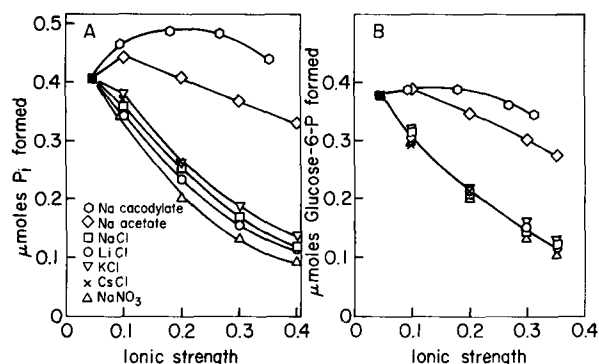 A
μmoles Pi formed
0.5
0.4
0.3
0.2
0.1
0
Na cacodylate
Na acetate
NaCl
LiCl
KCl
CsCl
NaNO3
0 0.1 0.2 0.3 0.4
Ionic strength
B
μmoles Glucose-6-P formed
0.4
0.3
0.2
0.1
0 0.1 0.2 0.3 0.4
Ionic strength